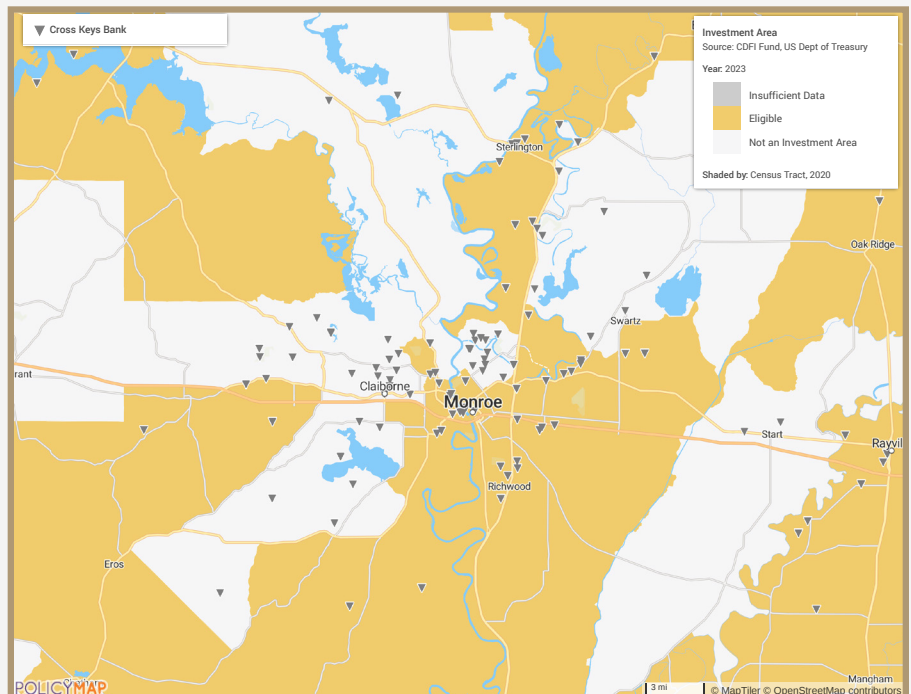 Cross Keys Bank
Investment Area
Source: CDFI Fund, US Dept of Treasury
Year: 2023
Insufficient Data
Eligible
Not an Investment Area
Shaded by: Census Tract, 2020
Sterlington
Oak Ridge
Swartz
rant
Claiborne
Monroe
Start
Rayvil
Richwood
Eros
Mangham
POLICYMAP
3 mi
© MapTiler © OpenStreetMap contributors